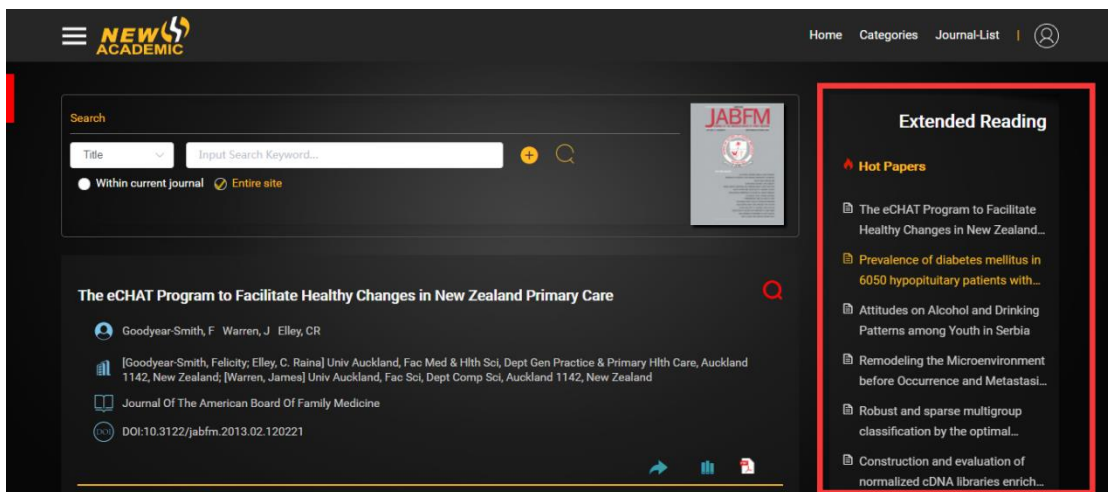 NEW
ACADEMIC
Home Categories Journal-List |
Search
Title Input Search Keyword...
Within current journal Entire site
JABFM
The eCHAT Program to Facilitate Healthy Changes in New Zealand Primary Care
Goodyear-Smith, F Warren, J Elley, CR
[Goodyear-Smith, Felicity; Elley, C. Raina] Univ Auckland, Fac Med & Hlth Sci, Dept Gen Practice & Primary Hlth Care, Auckland
1142, New Zealand; [Warren, James] Univ Auckland, Fac Sci, Dept Comp Sci, Auckland 1142, New Zealand
Journal Of The American Board Of Family Medicine
DOI DOI:10.3122/jabfm.2013.02.120221
Extended Reading
Hot Papers
The eCHAT Program to Facilitate
Healthy Changes in New Zealand...
Prevalence of diabetes mellitus in
6050 hypopituitary patients with...
Attitudes on Alcohol and Drinking
Patterns among Youth in Serbia
Remodeling the Microenvironment
before Occurrence and Metastasi...
Robust and sparse multigroup
classification by the optimal...
Construction and evaluation of
normalized cDNA libraries enrich...